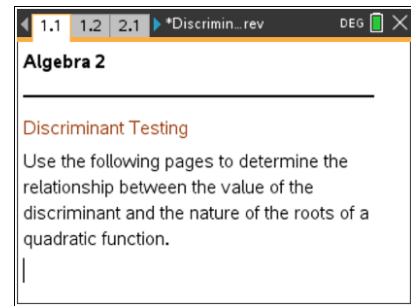 1.1 1.2 2.1 *Discrimin...rev DEG
Algebra 2
Discriminant Testing
Use the following pages to determine the
relationship between the value of the
discriminant and the nature of the roots of a
quadratic function.